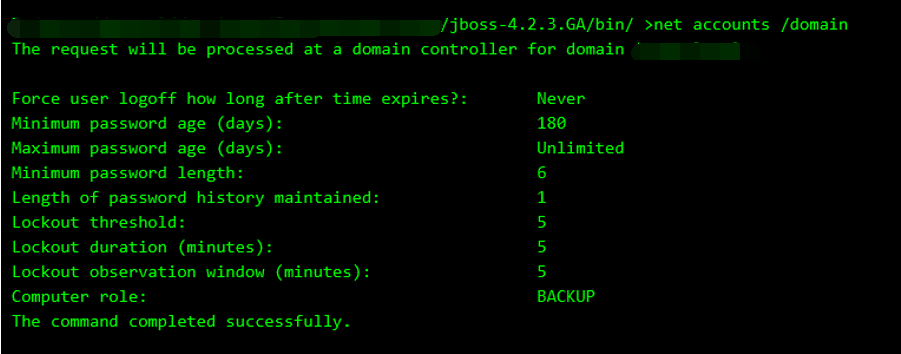 /jboss-4.2.3.GA/bin/ >net accounts /domain
The request will be processed at a domain controller for domain
Force user logoff how long after time expires?: Never
Minimum password age (days): 180
Maximum password age (days): Unlimited
Minimum password length: 6
Length of password history maintained: 1
Lockout threshold: 5
Lockout duration (minutes): 5
Lockout observation window (minutes): 5
Computer role: BACKUP
The command completed successfully.